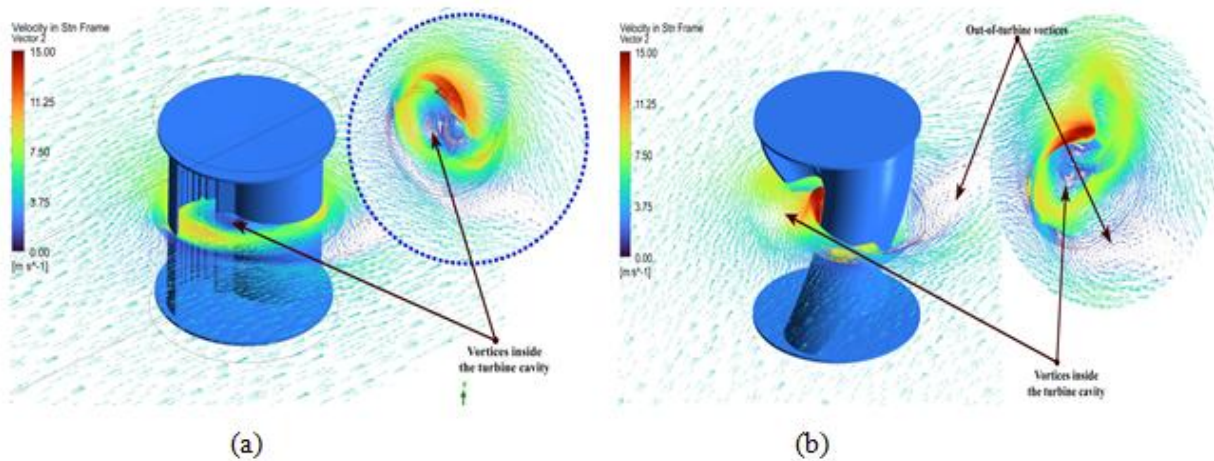 Velocity in Stn Frame
Vector 2
15.00
11.25
7.50
3.75
0.00
[m s^-1]
Vortices inside
the turbine cavity
(a)
Velocity in Stn Frame
Vector 2
15.00
11.25
7.50
3.75
0.00
[m s^-1]
Out-of-turbine vortices
Vortices inside
the turbine cavity
(b)